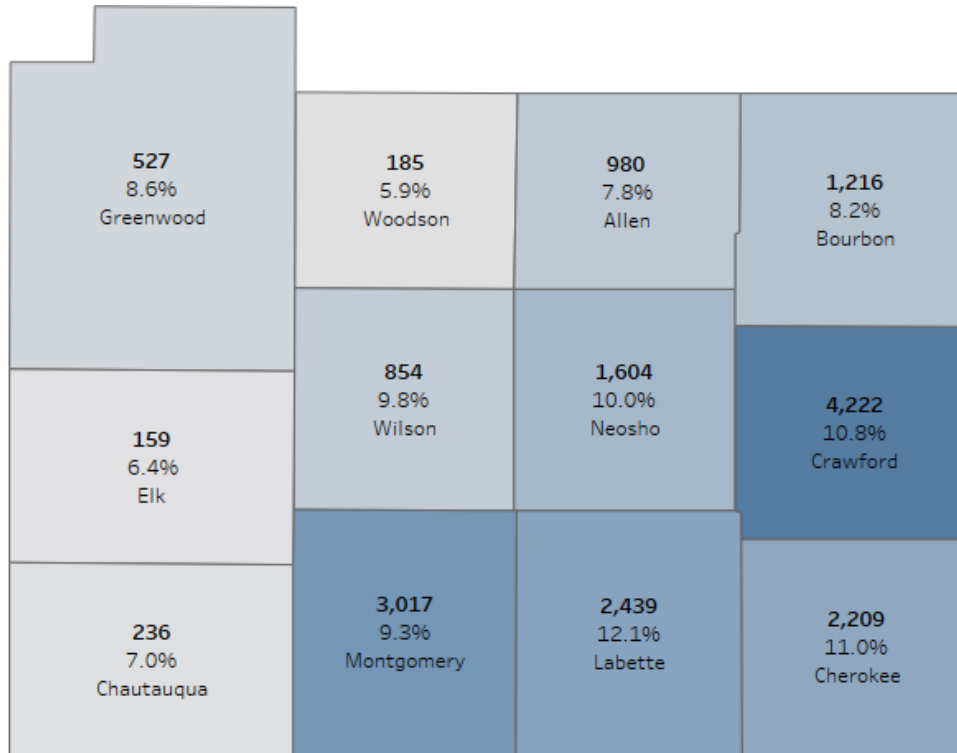 527
8.6%
Greenwood
185
5.9%
Woodson
980
7.8%
Allen
1,216
8.2%
Bourbon
854
9.8%
Wilson
1,604
10.0%
Neosho
4,222
10.8%
Crawford
159
6.4%
Elk
236
7.0%
Chautauqua
3,017
9.3%
Montgomery
2,439
12.1%
Labette
2,209
11.0%
Cherokee